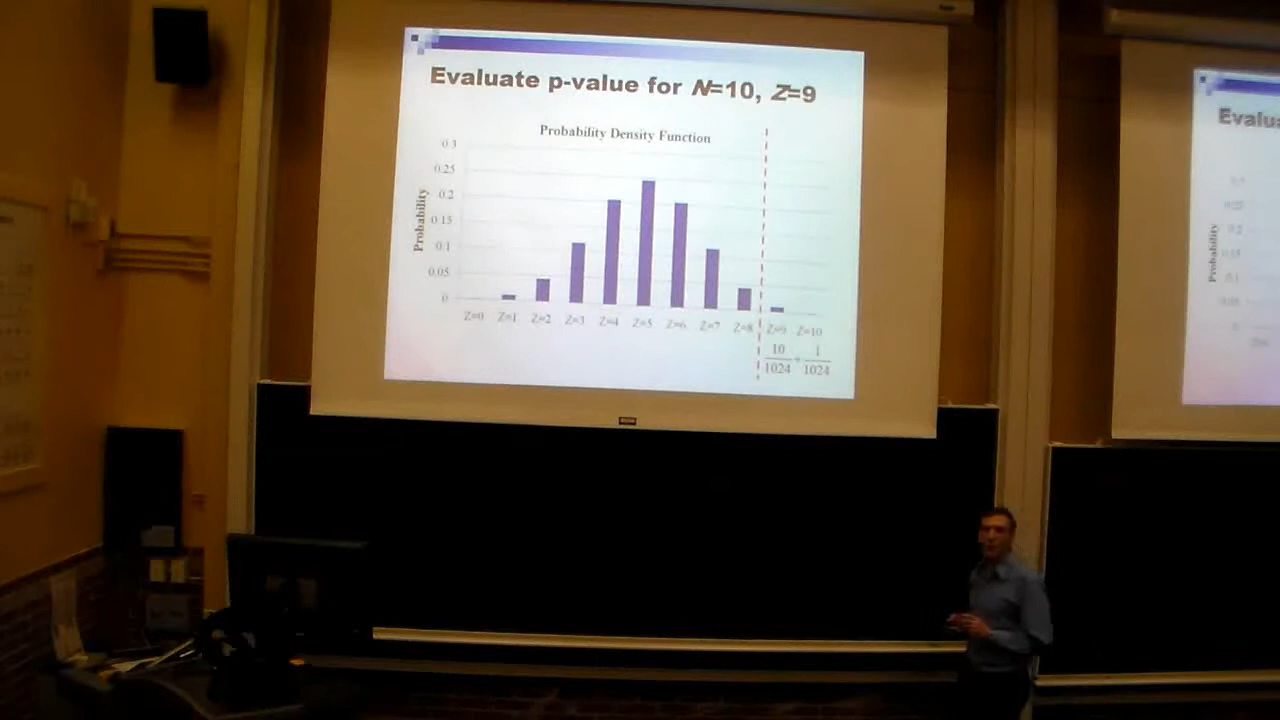 Evaluate p-value for N=10, Z=9
Probability Density Function
Probability
0.3
0.25
0.2
0.15
0.1
0.05
0
Z=0 Z=1 Z=2 Z=3 Z=4 Z=5 Z=6 Z=7 Z=8 Z=9 Z=10
10/1024 + 1/1024
Evalua
Probability